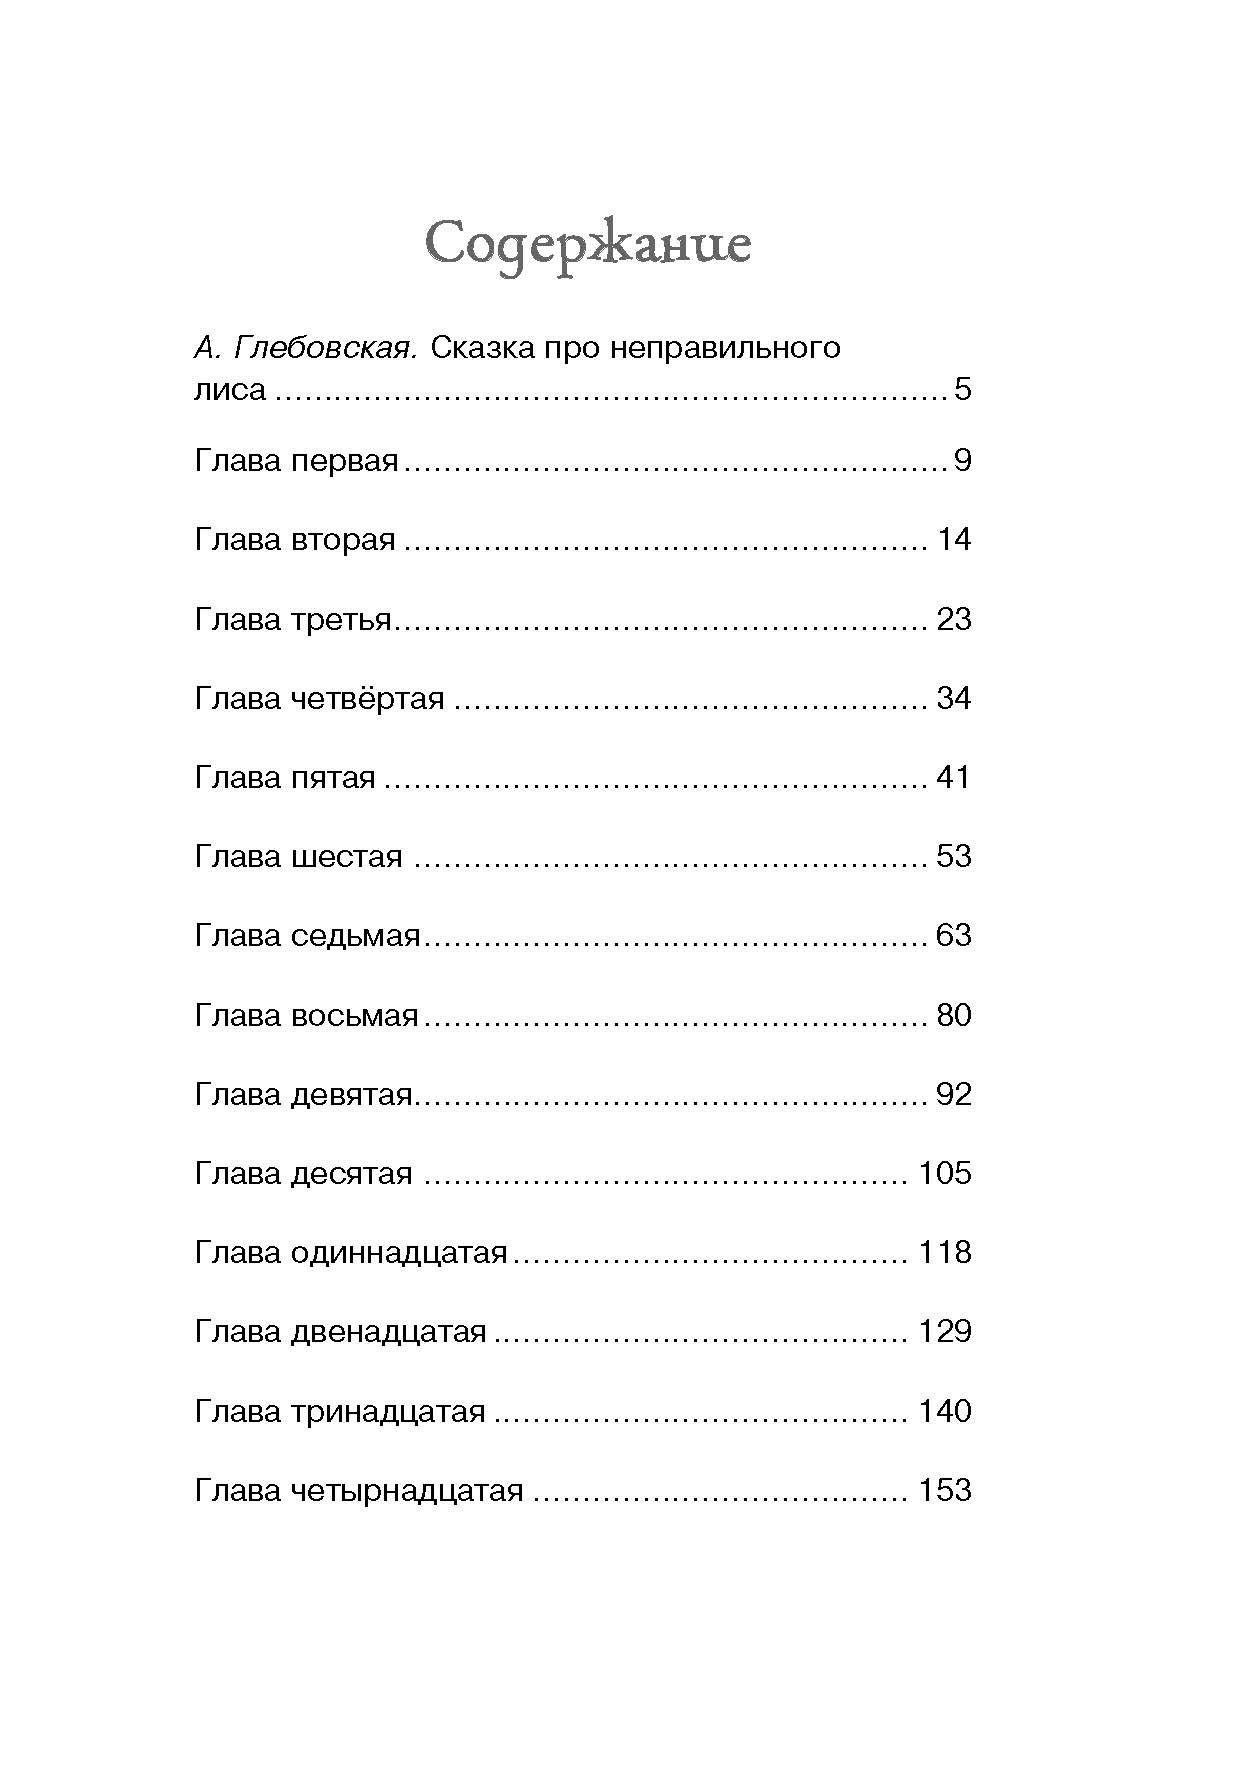 Содержание
А. Глебовская. Сказка про неправильного
лиса ..................................................................... 5
Глава первая ........................................................ 9
Глава вторая ...................................................... 14
Глава третья ....................................................... 23
Глава четвёртая ................................................. 34
Глава пятая ........................................................ 41
Глава шестая ..................................................... 53
Глава седьмая .................................................... 63
Глава восьмая .................................................... 80
Глава девятая ..................................................... 92
Глава десятая .................................................. 105
Глава одиннадцатая ......................................... 118
Глава двенадцатая ........................................... 129
Глава тринадцатая ........................................... 140
Глава четырнадцатая ....................................... 153